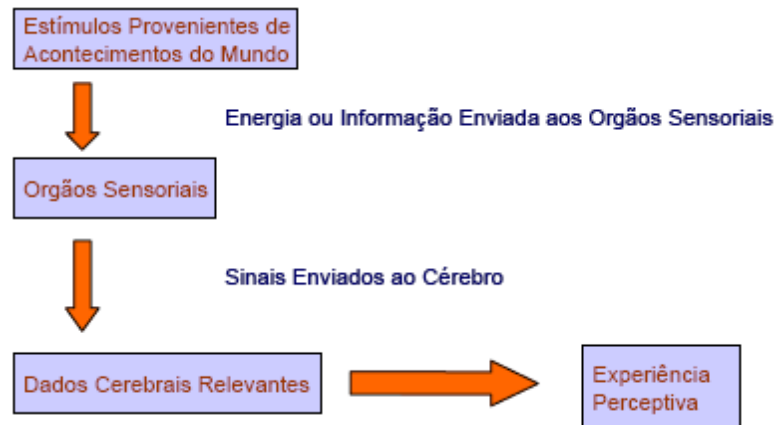 Estímulos Provenientes de
Acontecimentos do Mundo
Energia ou Informação Enviada aos Orgãos Sensoriais
Orgãos Sensoriais
Sinais Enviados ao Cérebro
Dados Cerebrais Relevantes
Experiência
Perceptiva